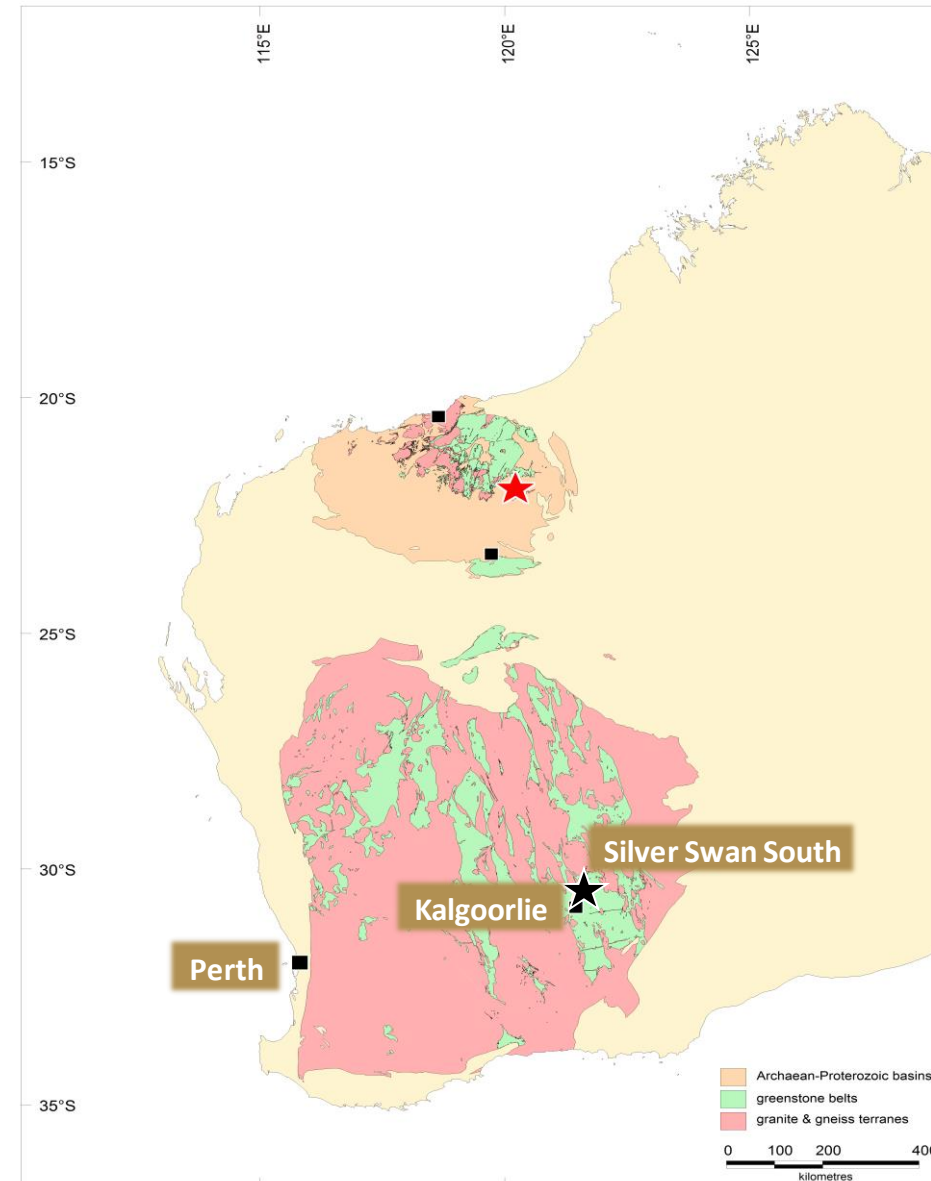 115°E
120°E
125°E
15°S
20°S
25°S
30°S
Silver Swan South
Kalgoorlie
Perth
35°S
Archaean-Proterozoic basins
greenstone belts
granite & gneiss terranes
0 100 200 400
kilometres